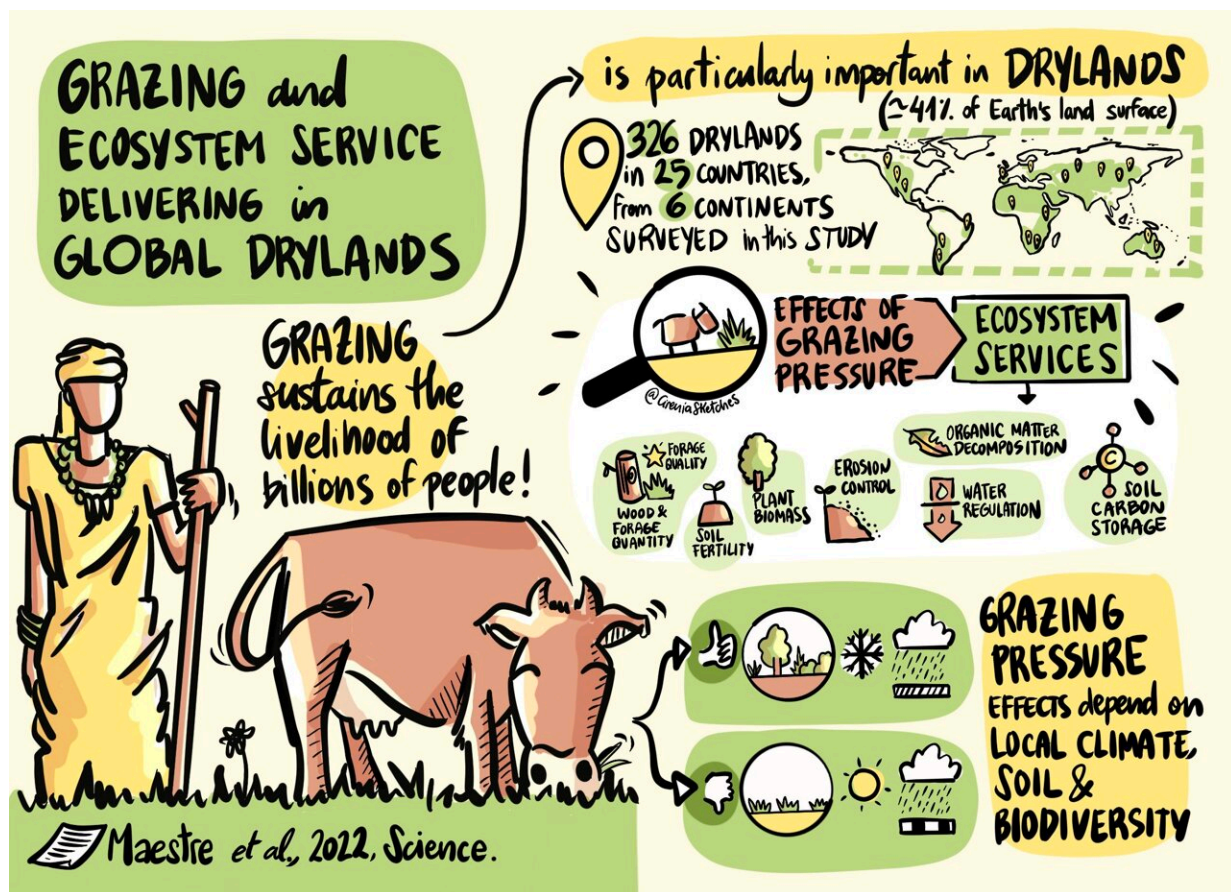 GRAZING and
ECOSYSTEM SERVICE
DELIVERING in
GLOBAL DRYLANDS
is particularly important in DRYLANDS
(≃41% of Earth's land surface)
326 DRYLANDS
in 25 COUNTRIES,
from 6 CONTINENTS
SURVEYED in this STUDY
GRAZING
sustains the
livelihood of
billions of people!
EFFECTS OF
GRAZING
PRESSURE
ECOSYSTEM
SERVICES
@CireniaSketches
FORAGE
QUALITY
WOOD &
FORAGE
QUANTITY
SOIL
FERTILITY
PLANT
BIOMASS
EROSION
CONTROL
ORGANIC MATTER
DECOMPOSITION
WATER
REGULATION
C
SOIL
CARBON
STORAGE
GRAZING
PRESSURE
EFFECTS depend on
LOCAL CLIMATE,
SOIL &
BIODIVERSITY
Maestre et al., 2022, Science.